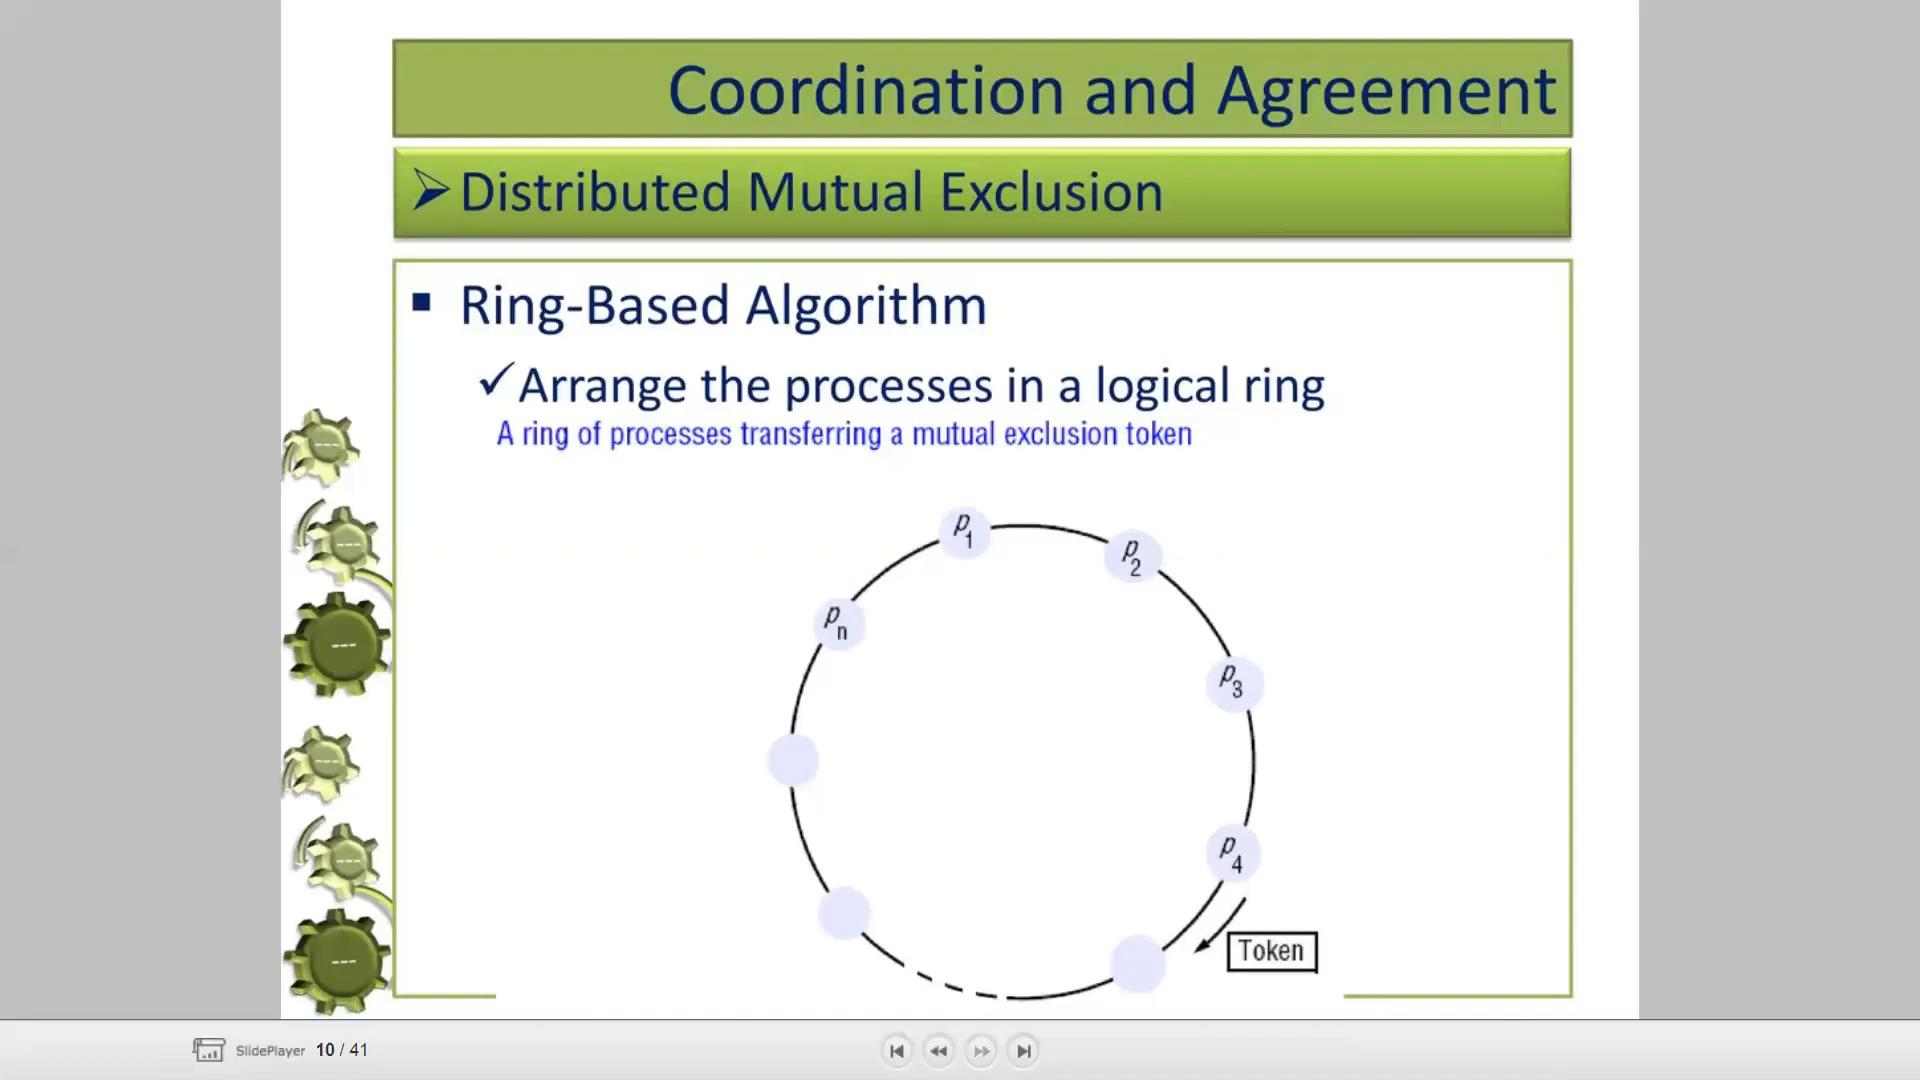 Coordination and Agreement
Distributed Mutual Exclusion
Ring-Based Algorithm
Arrange the processes in a logical ring
A ring of processes transferring a mutual exclusion token
p1
p2
pn
p3
p4
Token
---
---
---
---
---
---
SlidePlayer 10 / 41